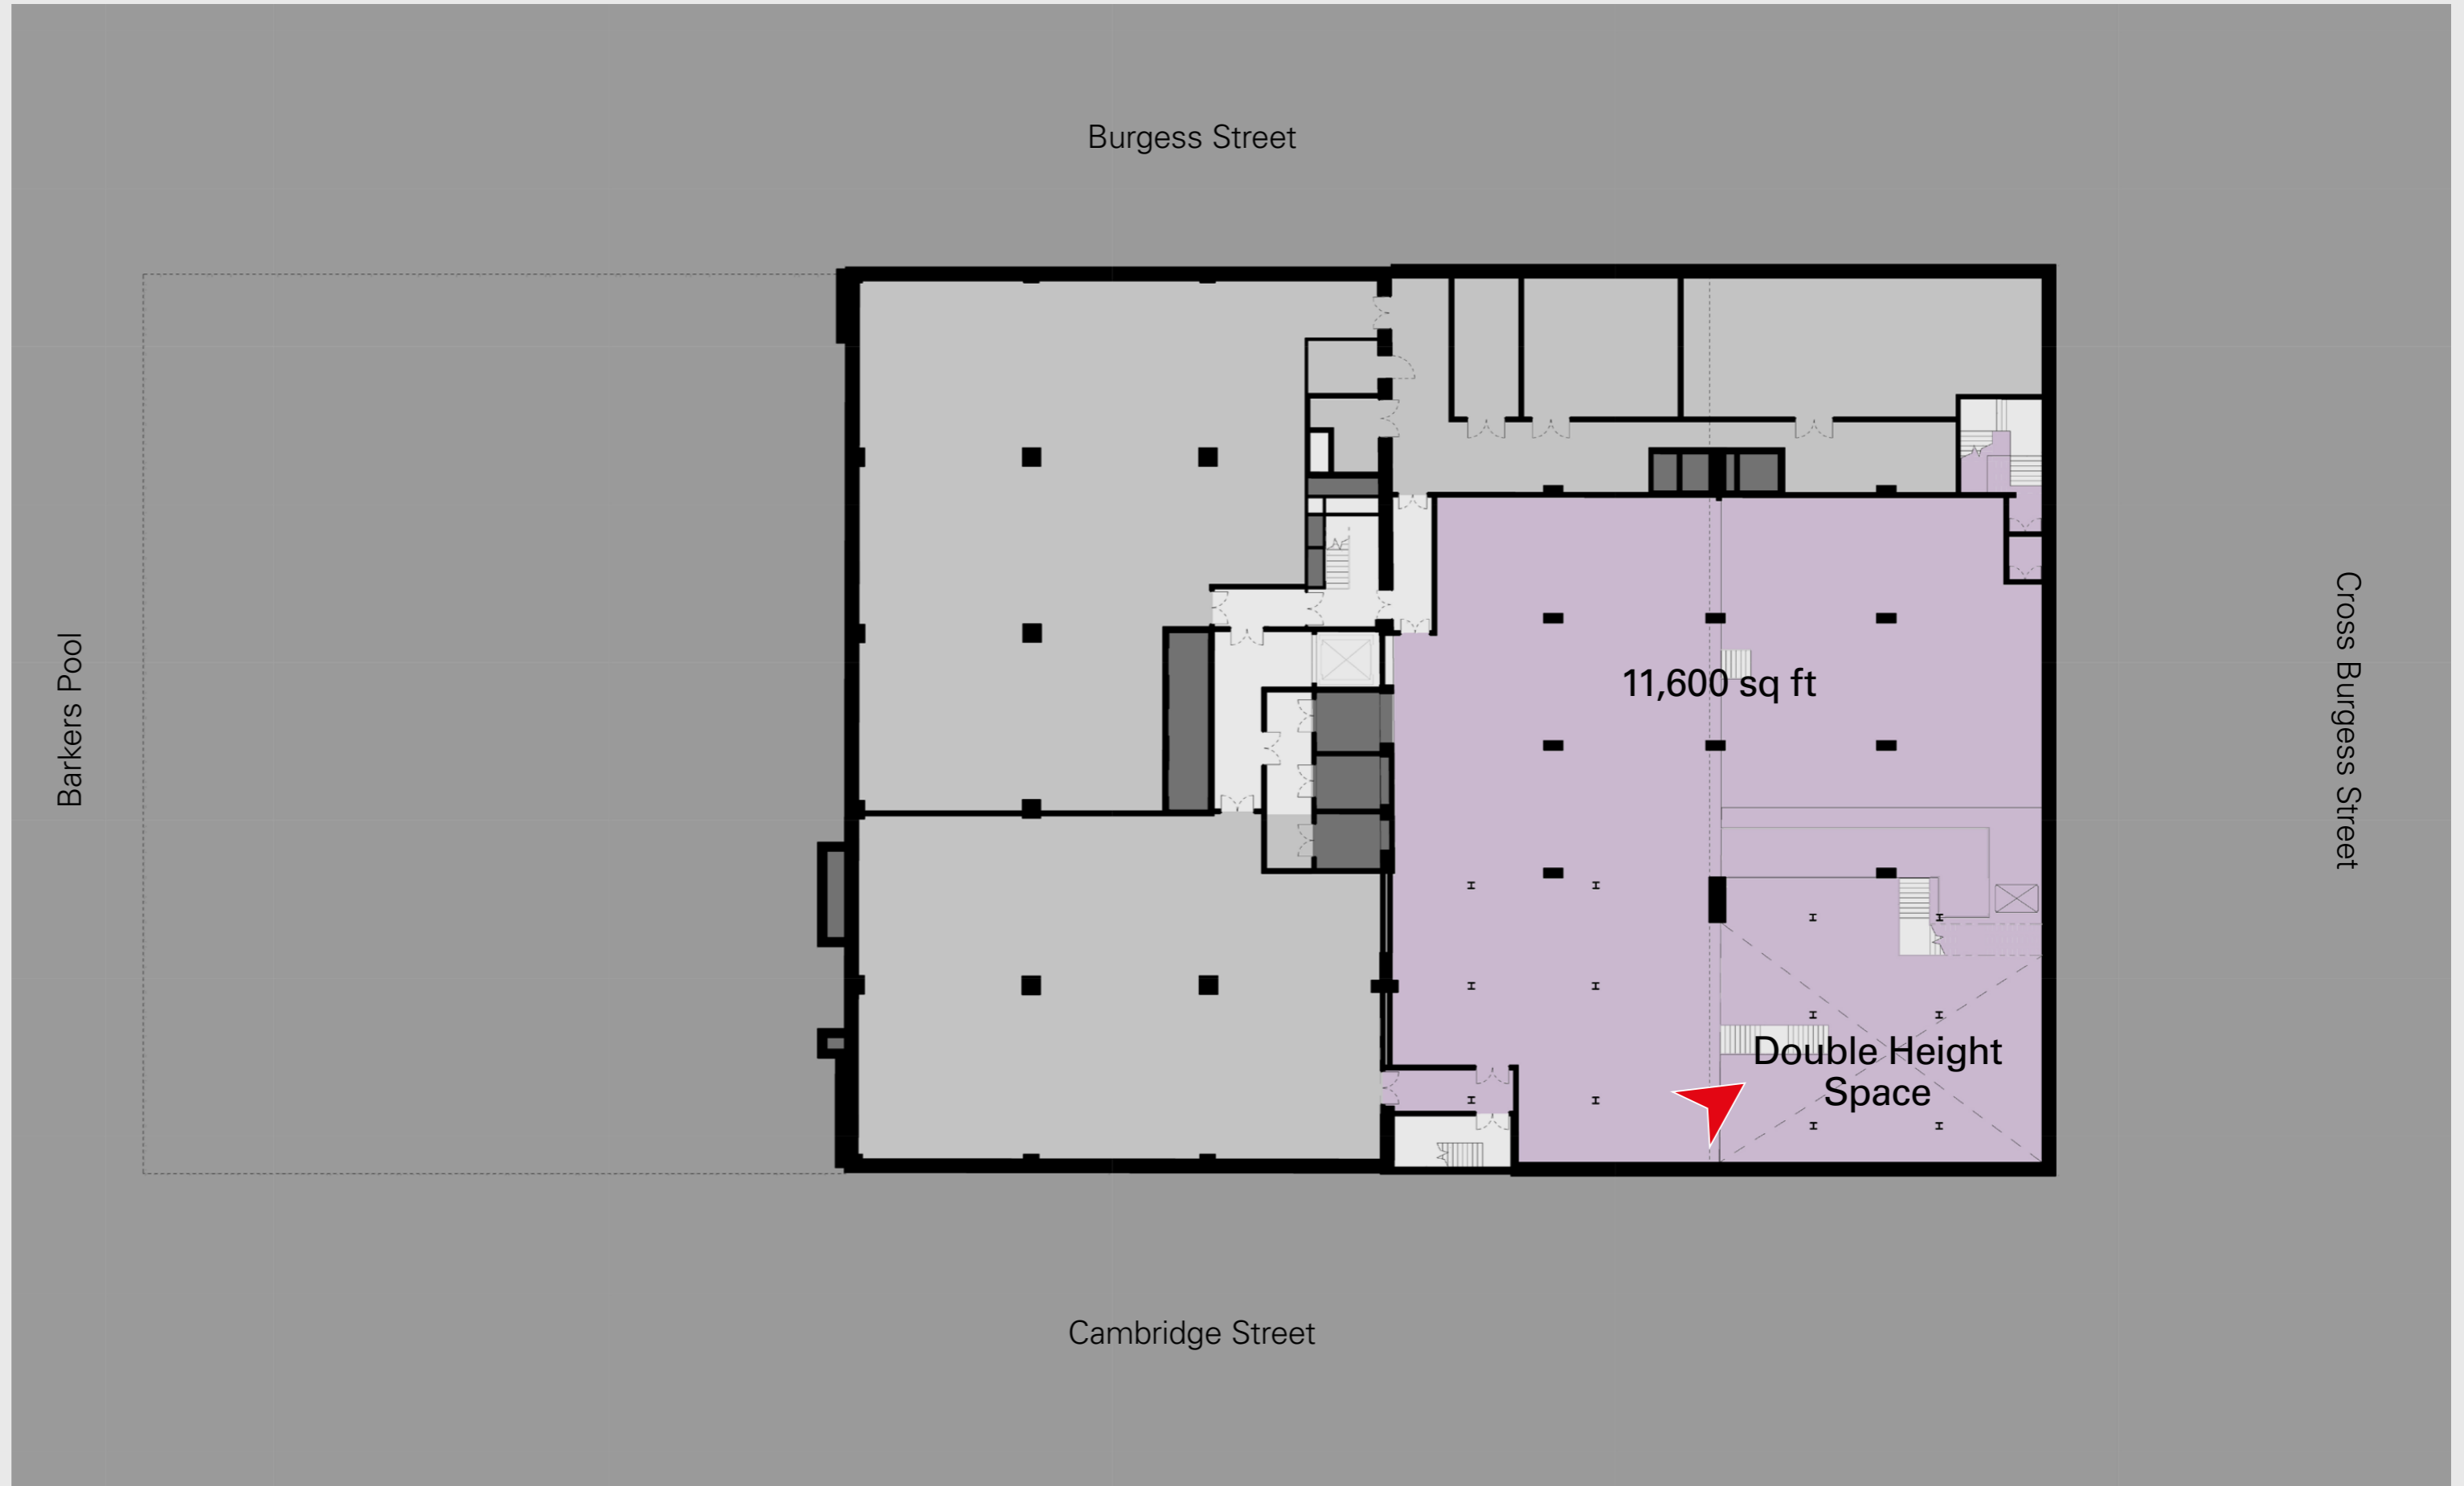 Burgess Street
Barkers Pool
Cross Burgess Street
11,600 sq ft
Double Height
Space
Cambridge Street